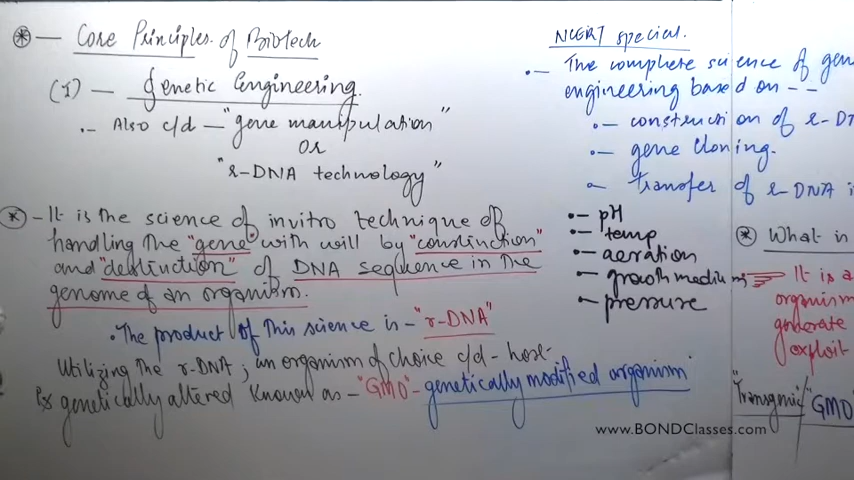 * — Core Principles of Biotech
(I) — Genetic Engineering.
.- Also c/d — "gene manipulation"
OR
"r-DNA technology"
* - It is the science of invitro technique of
handling the "gene" with will by "construction"
and "destruction" of DNA sequence in the
genome of an organism.
• The product of this science is - "r-DNA"
Utilizing the r-DNA; an organism of choice c/d - host
is genetically altered known as - "GMO" - genetically modified organism
NCERT special.
•- The complete science of gen
engineering based on - -
•- construction of r-D
•- gene cloning.
•- transfer of r-DNA i
•- pH
•- temp
•- aeration
•- growth medium
•- pressure
* What is
It is a
organism
generate
exploit
"Transgenic/ "GMO
www.BONDClasses.com